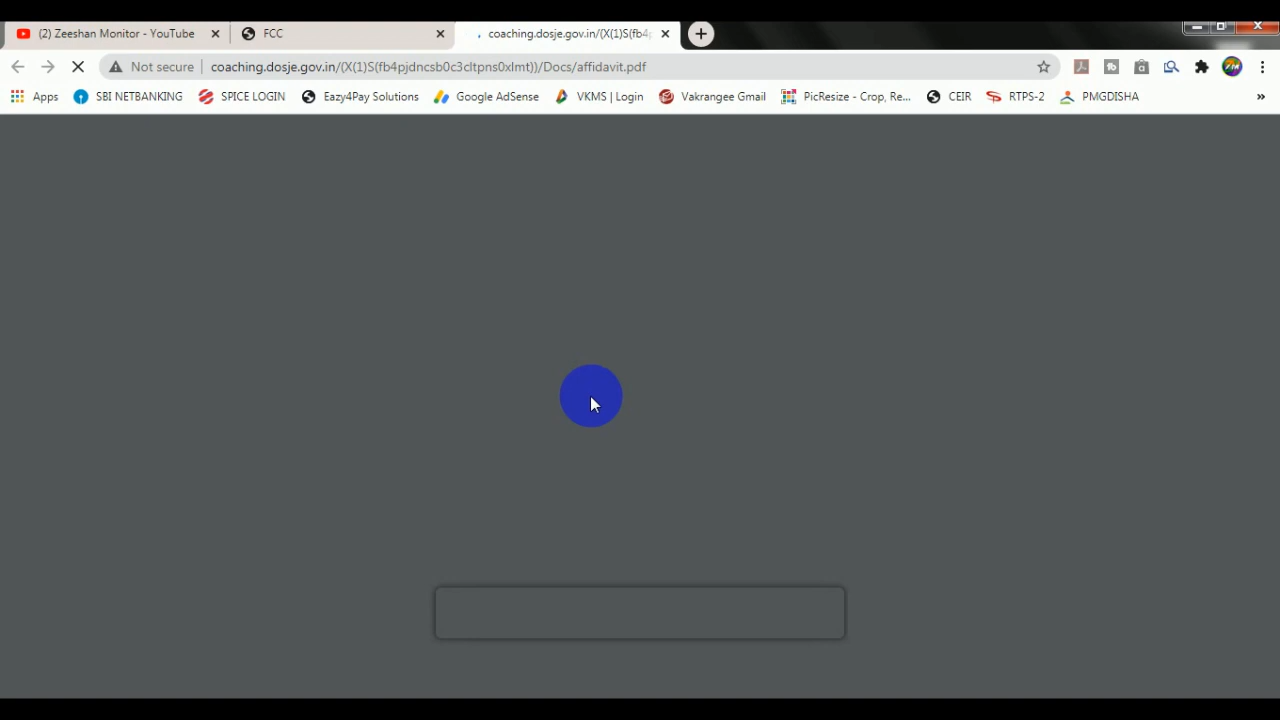 (2) Zeeshan Monitor - YouTube
FCC
coaching.dosje.gov.in/(X(1)S(fb4
Not secure
coaching.dosje.gov.in/(X(1)S(fb4pjdncsb0c3cltpns0xlmt))/Docs/affidavit.pdf
Apps
SBI NETBANKING
SPICE LOGIN
Eazy4Pay Solutions
Google AdSense
VKMS | Login
Vakrangee Gmail
PicResize - Crop, Re...
CEIR
RTPS-2
PMGDISHA
»